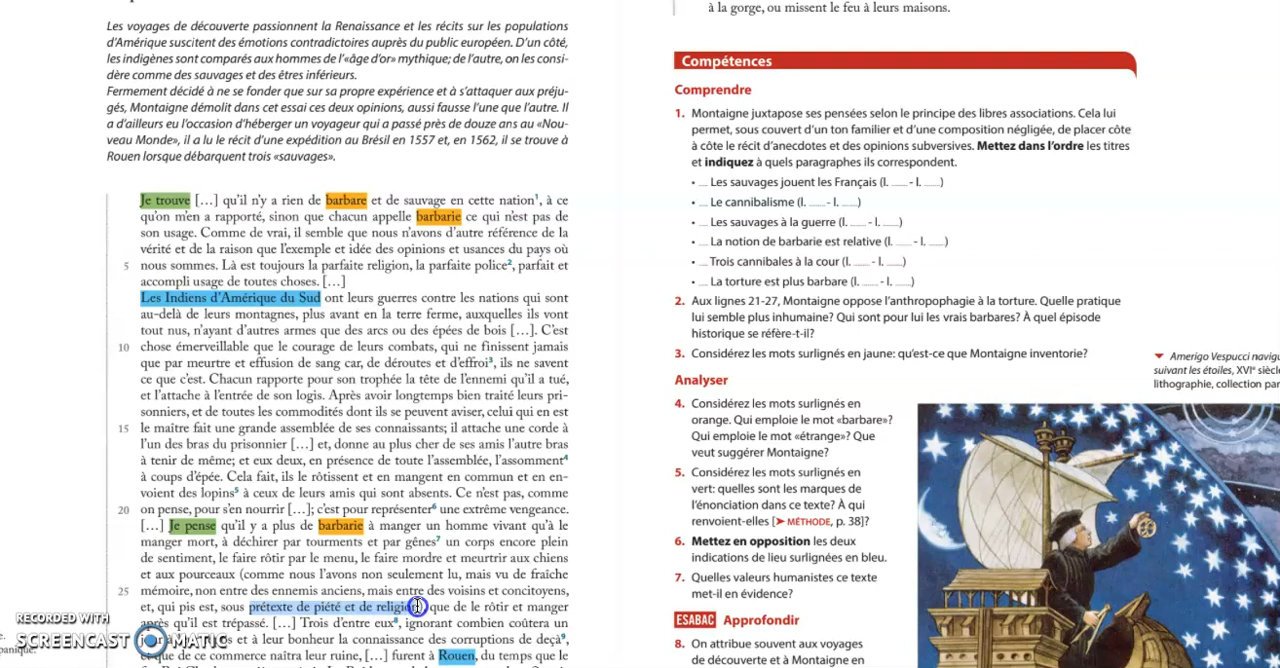 Les voyages de découverte passionnent la Renaissance et les récits sur les populations
d'Amérique suscitent des émotions contradictoires auprès du public européen. D'un côté,
les indigènes sont comparés aux hommes de l'«âge d'or» mythique; de l'autre, on les consi-
dère comme des sauvages et des êtres inférieurs.
Fermement décidé à ne se fonder que sur sa propre expérience et à s'attaquer aux préju-
gés, Montaigne démolit dans cet essai ces deux opinions, aussi fausse l'une que l'autre. Il
a d'ailleurs eu l'occasion d'héberger un voyageur qui a passé près de douze ans au «Nou-
veau Monde», il a lu le récit d'une expédition au Brésil en 1557 et, en 1562, il se trouve à
Rouen lorsque débarquent trois «sauvages».
Je trouve […] qu'il n'y a rien de barbare et de sauvage en cette nation¹, à ce
qu'on m'en a rapporté, sinon que chacun appelle barbarie ce qui n'est pas de
son usage. Comme de vrai, il semble que nous n'avons d'autre référence de la
vérité et de la raison que l'exemple et idée des opinions et usances du pays où
5 nous sommes. Là est toujours la parfaite religion, la parfaite police², parfait et
accompli usage de toutes choses. […]
Les Indiens d'Amérique du Sud ont leurs guerres contre les nations qui sont
au-delà de leurs montagnes, plus avant en la terre ferme, auxquelles ils vont
tout nus, n'ayant d'autres armes que des arcs ou des épées de bois […]. C'est
10 chose émerveillable que le courage de leurs combats, qui ne finissent jamais
que par meurtre et effusion de sang car, de déroutes et d'effroi³, ils ne savent
ce que c'est. Chacun rapporte pour son trophée la tête de l'ennemi qu'il a tué,
et l'attache à l'entrée de son logis. Après avoir longtemps bien traité leurs pri-
sonniers, et de toutes les commodités dont ils se peuvent aviser, celui qui en est
15 le maître fait une grande assemblée de ses connaissants; il attache une corde à
l'un des bras du prisonnier […] et, donne au plus cher de ses amis l'autre bras
à tenir de même; et eux deux, en présence de toute l'assemblée, l'assomment⁴
à coups d'épée. Cela fait, ils le rôtissent et en mangent en commun et en en-
voient des lopins⁵ à ceux de leurs amis qui sont absents. Ce n'est pas, comme
20 on pense, pour s'en nourrir […]; c'est pour représenter⁶ une extrême vengeance.
[…] Je pense qu'il y a plus de barbarie à manger un homme vivant qu'à le
manger mort, à déchirer par tourments et par gênes⁷ un corps encore plein
de sentiment, le faire rôtir par le menu, le faire mordre et meurtrir aux chiens
et aux pourceaux (comme nous l'avons non seulement lu, mais vu de fraîche
25 mémoire, non entre des ennemis anciens, mais entre des voisins et concitoyens,
et, qui pis est, sous prétexte de piété et de religion), que de le rôtir et manger
après qu'il est trépassé. […] Trois d'entre eux⁸, ignorant combien coûtera un
et à leur bonheur la connaissance des corruptions de deçà⁹,
que de ce commerce naîtra leur ruine, […] furent à Rouen, du temps que le
RECORDED WITH
SCREENCAST MATIC
à la gorge, ou missent le feu à leurs maisons.
Compétences
Comprendre
1. Montaigne juxtapose ses pensées selon le principe des libres associations. Cela lui
permet, sous couvert d'un ton familier et d'une composition négligée, de placer côte
à côte le récit d'anecdotes et des opinions subversives. Mettez dans l'ordre les titres
et indiquez à quels paragraphes ils correspondent.
• __ Les sauvages jouent les Français (l. ___ - l. ___)
• __ Le cannibalisme (l. ___ - l. ___)
• __ Les sauvages à la guerre (l. ___ - l. ___)
• __ La notion de barbarie est relative (l. ___ - l. ___)
• __ Trois cannibales à la cour (l. ___ - l. ___)
• __ La torture est plus barbare (l. ___ - l. ___)
2. Aux lignes 21-27, Montaigne oppose l'anthropophagie à la torture. Quelle pratique
lui semble plus inhumaine? Qui sont pour lui les vrais barbares? À quel épisode
historique se réfère-t-il?
3. Considérez les mots surlignés en jaune: qu'est-ce que Montaigne inventorie?
Analyser
4. Considérez les mots surlignés en
orange. Qui emploie le mot «barbare»?
Qui emploie le mot «étrange»? Que
veut suggérer Montaigne?
5. Considérez les mots surlignés en
vert: quelles sont les marques de
l'énonciation dans ce texte? À qui
renvoient-elles [➤ MÉTHODE, p. 38]?
6. Mettez en opposition les deux
indications de lieu surlignées en bleu.
7. Quelles valeurs humanistes ce texte
met-il en évidence?
ESABAC Approfondir
8. On attribue souvent aux voyages
de découverte et à Montaigne en
▼ Amerigo Vespucci
suivant les étoiles, XVIᵉ
lithographie, collection